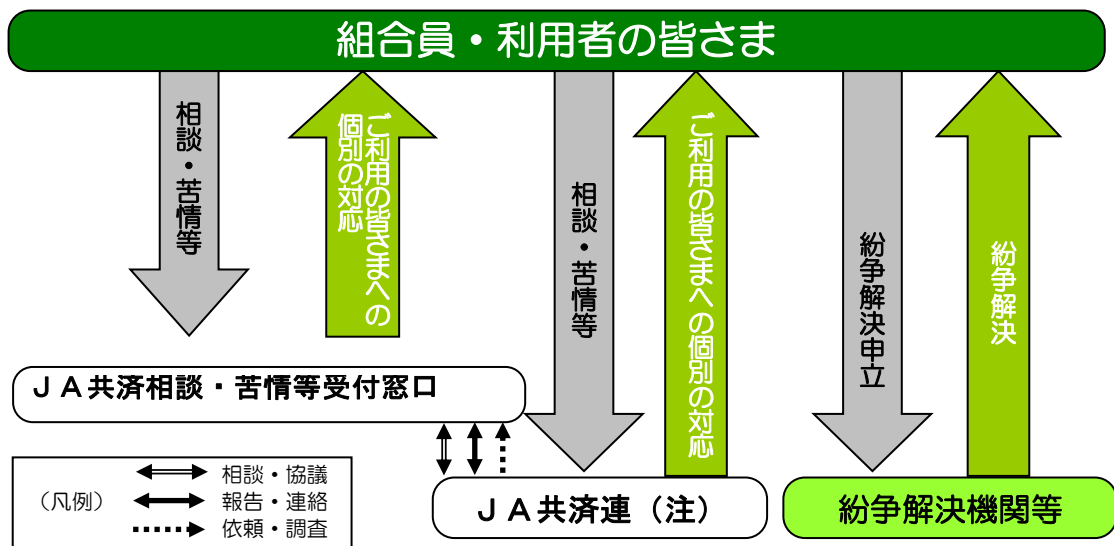 組合員・利用者の皆さま
相談・苦情等
ご利用の皆さまへの
個別の対応
相談・苦情等
ご利用の皆さまへの個別の対応
紛争解決申立
紛争解決
ＪＡ共済相談・苦情等受付窓口
（凡例）
相談・協議
報告・連絡
依頼・調査
ＪＡ共済連（注）
紛争解決機関等